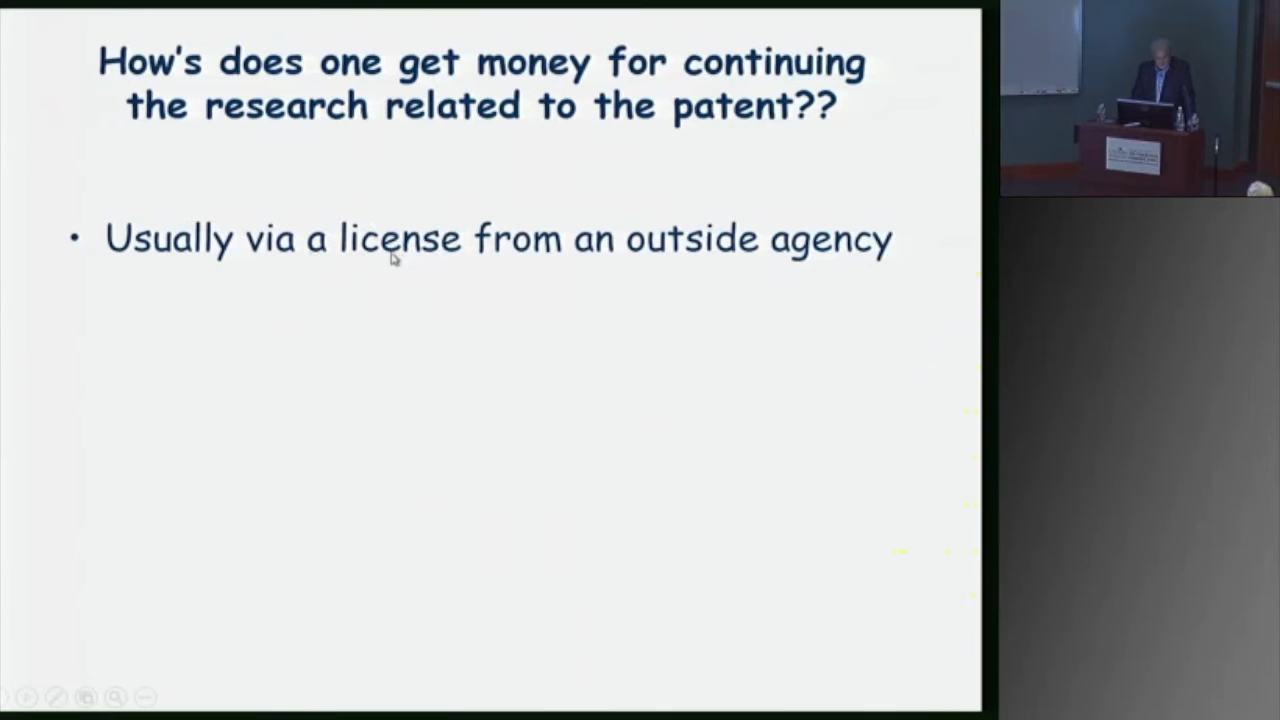 How's does one get money for continuing
the research related to the patent??
• Usually via a license from an outside agency